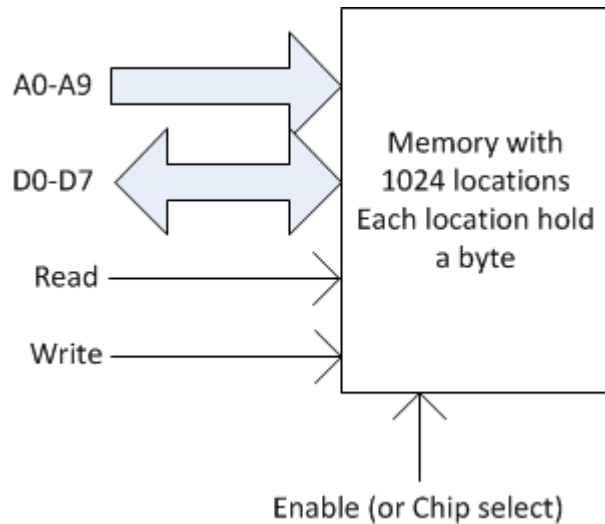 A0-A9
D0-D7
Read
Write
Memory with
1024 locations
Each location hold
a byte
Enable (or Chip select)